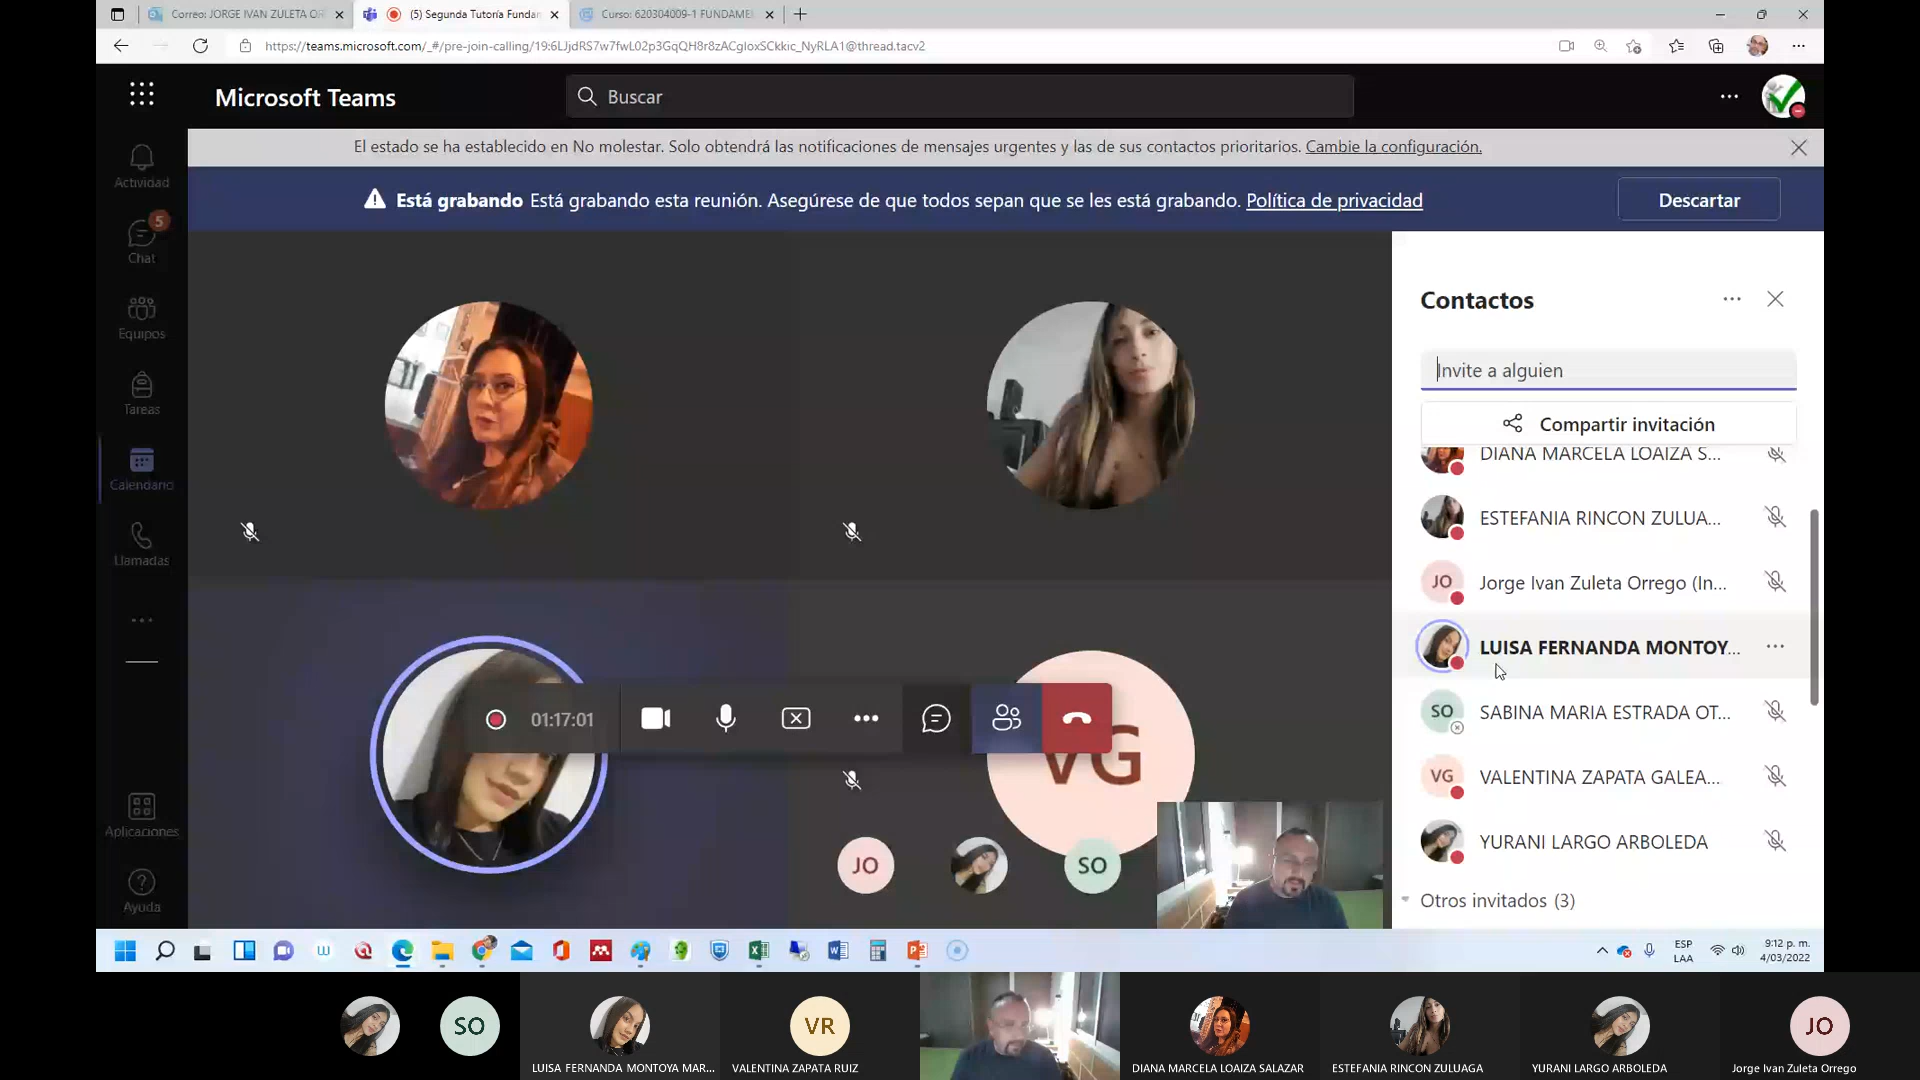 Correo: JORGE IVAN ZULETA OR
(5) Segunda Tutoría Fundan
Curso: 620304009-1 FUNDAME
https://teams.microsoft.com/_#/pre-join-calling/19:6LJjdRS7w7fwL02p3GqQH8r8zACgIoxSCkkic_NyRLA1@thread.tacv2
Microsoft Teams
Buscar
El estado se ha establecido en No molestar. Solo obtendrá las notificaciones de mensajes urgentes y las de sus contactos prioritarios. Cambie la configuración.
Está grabando Está grabando esta reunión. Asegúrese de que todos sepan que se les está grabando. Política de privacidad
Descartar
Actividad
5
Chat
Equipos
Tareas
Calendario
Llamadas
Aplicaciones
Ayuda
Contactos
Invite a alguien
Compartir invitación
DIANA MARCELA LOAIZA S...
ESTEFANIA RINCON ZULUA...
JO
Jorge Ivan Zuleta Orrego (In...
LUISA FERNANDA MONTOY...
SO
SABINA MARIA ESTRADA OT...
VG
VALENTINA ZAPATA GALEA...
YURANI LARGO ARBOLEDA
Otros invitados (3)
01:17:01
VG
JO
SO
ESP
LAA
9:12 p. m.
4/03/2022
SO
LUISA FERNANDA MONTOYA MAR...
VR
VALENTINA ZAPATA RUIZ
DIANA MARCELA LOAIZA SALAZAR
ESTEFANIA RINCON ZULUAGA
YURANI LARGO ARBOLEDA
JO
Jorge Ivan Zuleta Orrego